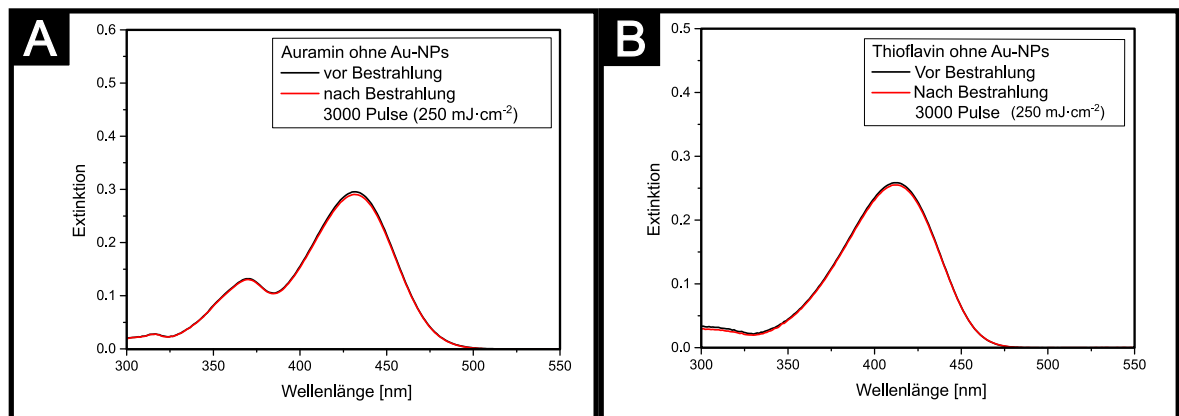 A
Auramin ohne Au-NPs
vor Bestrahlung
nach Bestrahlung
3000 Pulse (250 mJ·cm⁻²)
Extinktion
0.6
0.5
0.4
0.3
0.2
0.1
0.0
300 350 400 450 500 550
Wellenlänge [nm]
B
Thioflavin ohne Au-NPs
Vor Bestrahlung
Nach Bestrahlung
3000 Pulse (250 mJ·cm⁻²)
Extinktion
0.5
0.4
0.3
0.2
0.1
0.0
300 350 400 450 500 550
Wellenlänge [nm]